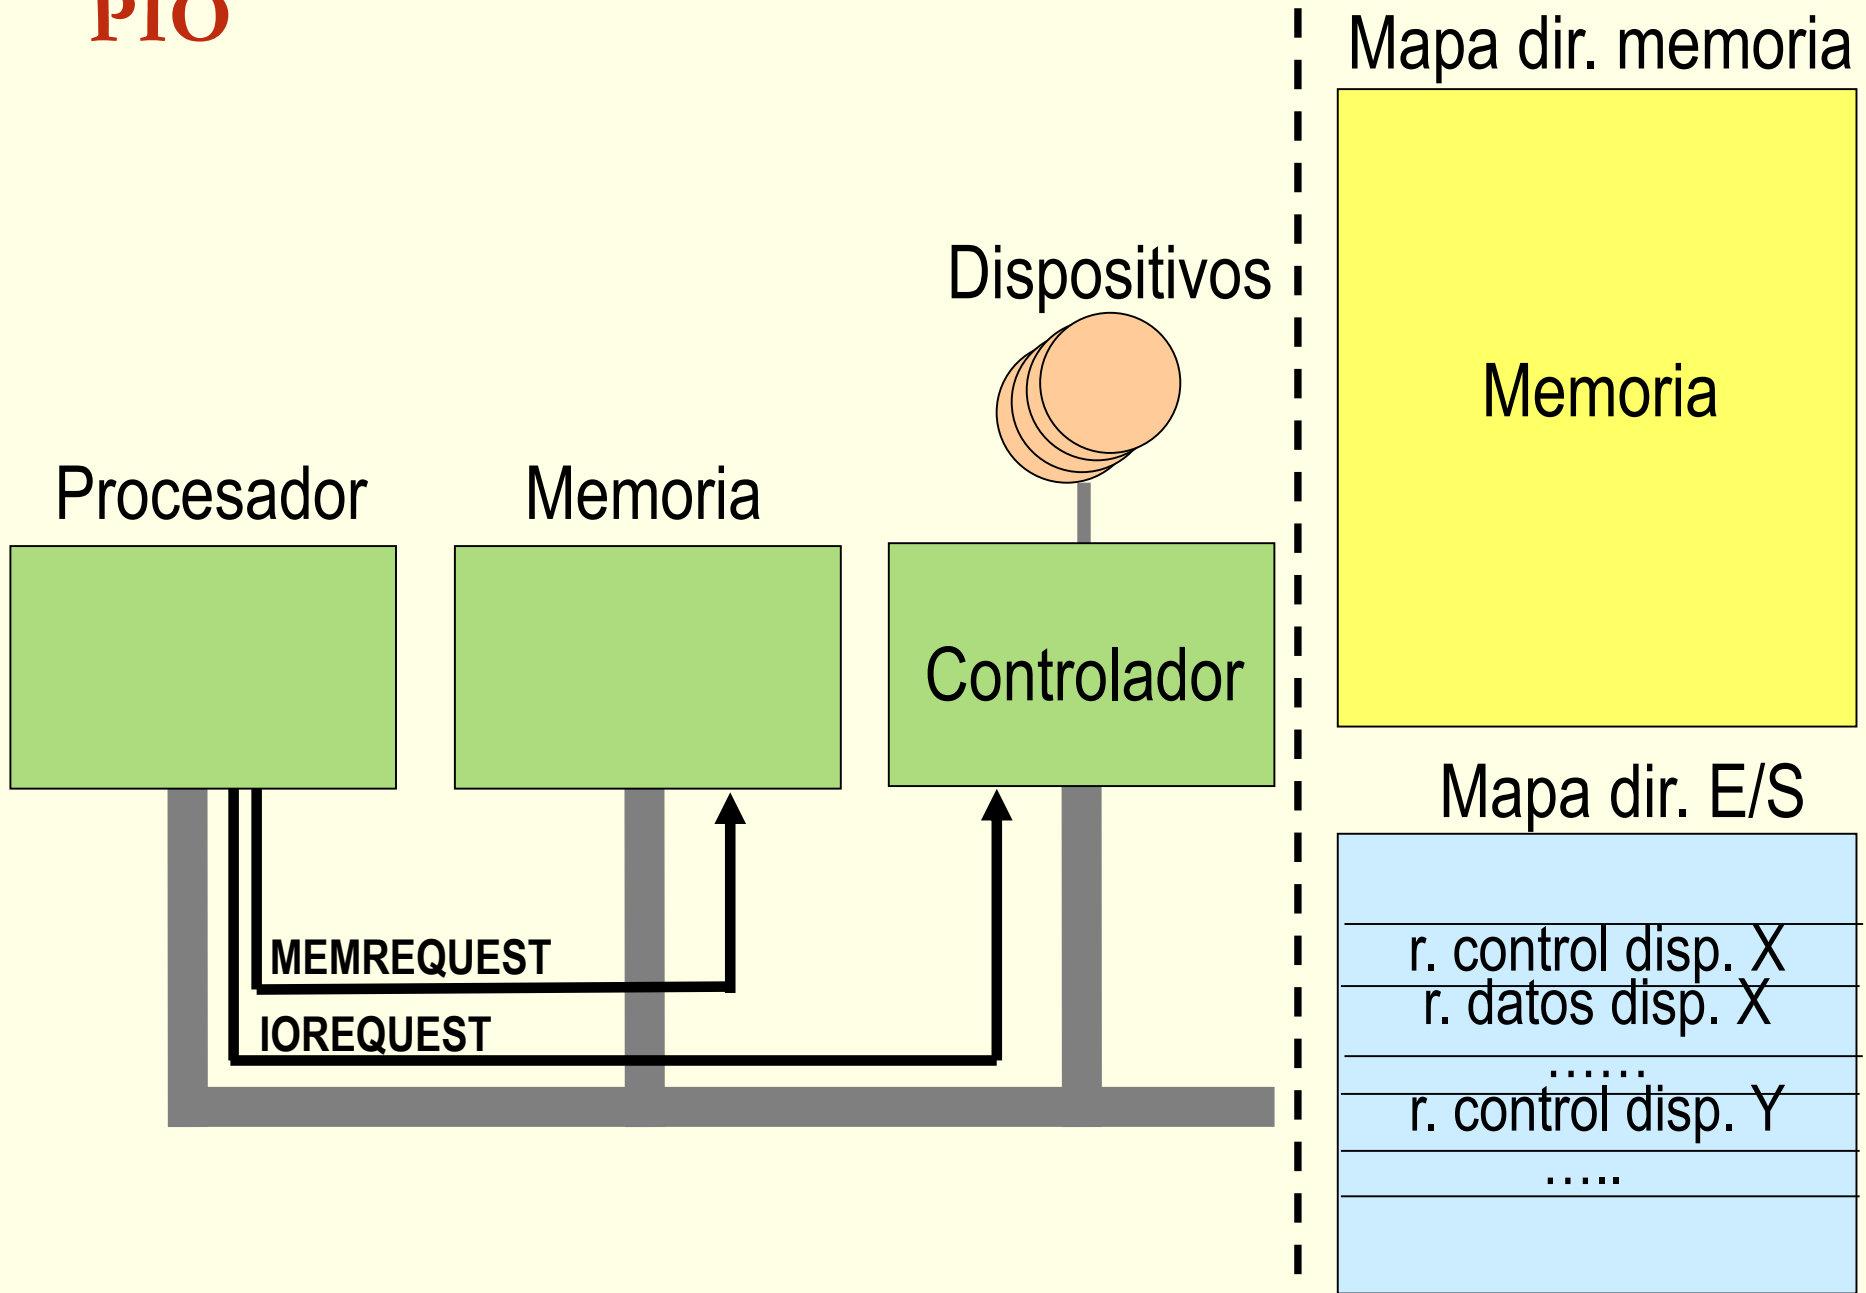 PIO
Dispositivos
Procesador
Memoria
Controlador
MEMREQUEST
IOREQUEST
Mapa dir. memoria
Memoria
Mapa dir. E/S
r. control disp. X
r. datos disp. X
......
r. control disp. Y
.....